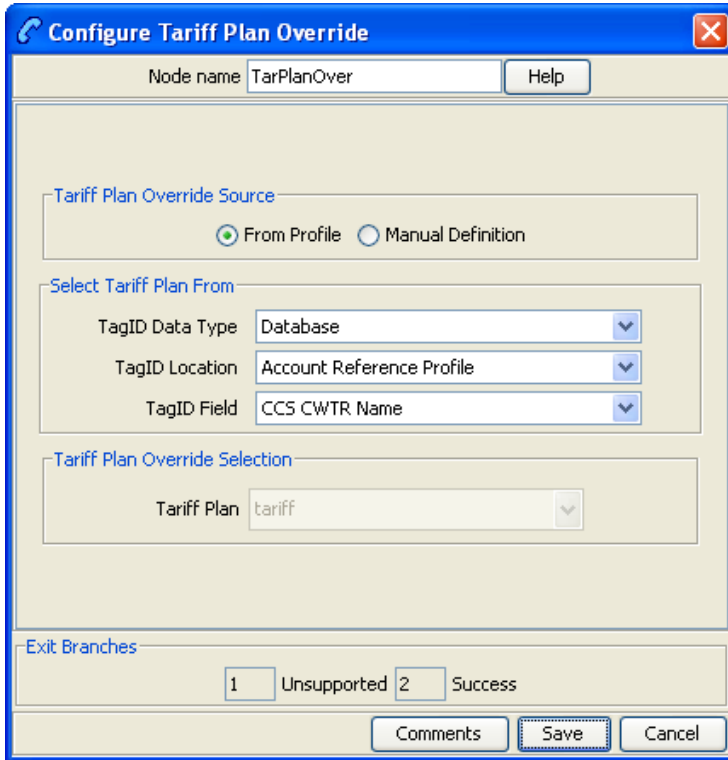 Configure Tariff Plan Override
Node name TarPlanOver Help
Tariff Plan Override Source
From Profile Manual Definition
Select Tariff Plan From
TagID Data Type Database
TagID Location Account Reference Profile
TagID Field CCS CWTR Name
Tariff Plan Override Selection
Tariff Plan tariff
Exit Branches
1 Unsupported 2 Success
Comments Save Cancel